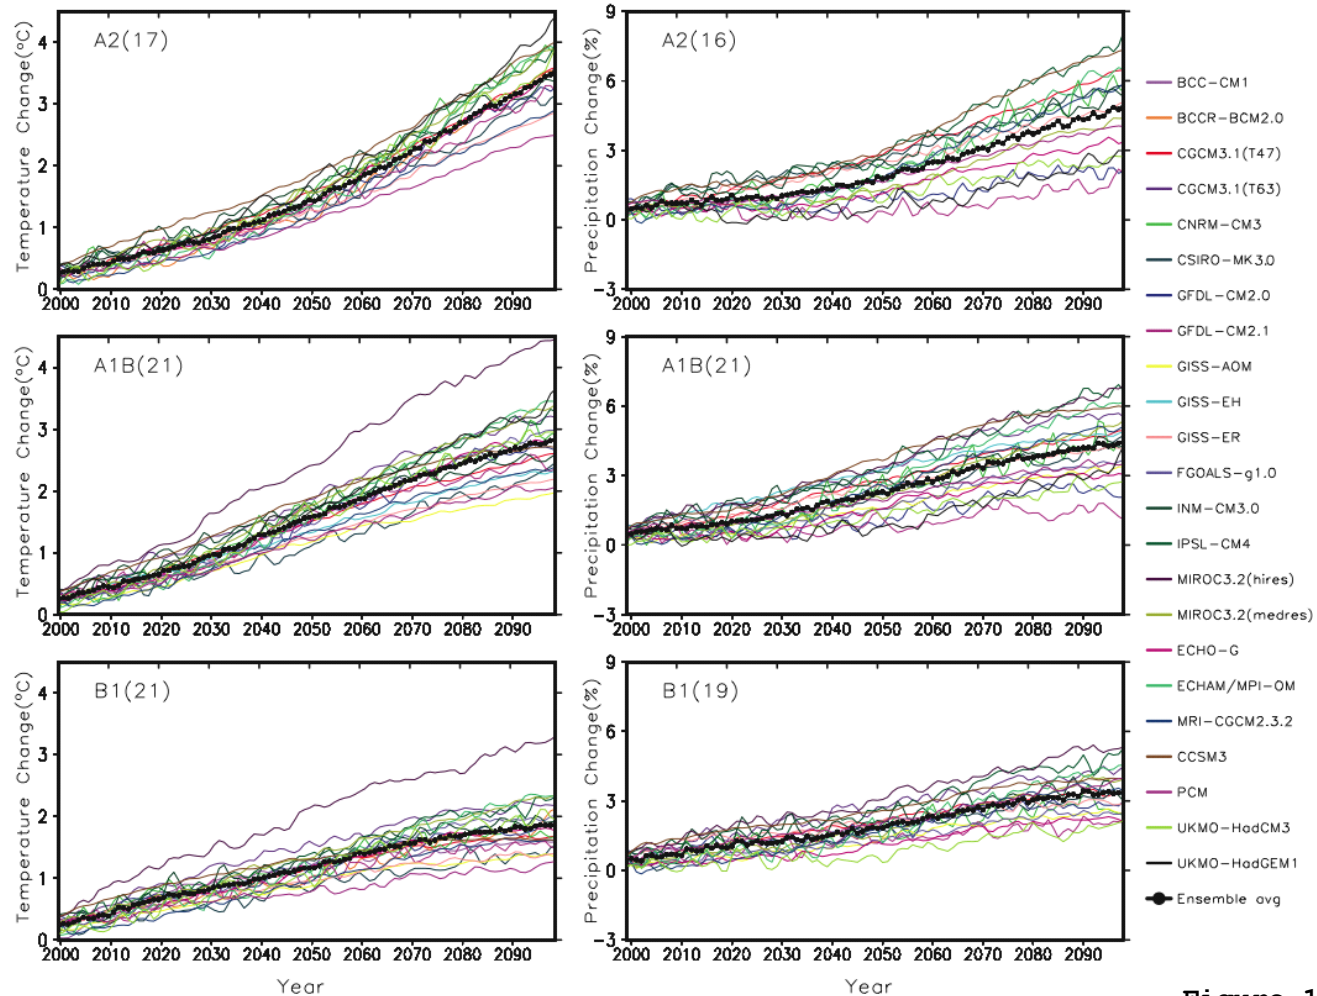 Temperature Change(°C)
A2(17)
4
3
2
1
0
2000 2010 2020 2030 2040 2050 2060 2070 2080 2090
Precipitation Change(%)
A2(16)
9
6
3
0
−3
2000 2010 2020 2030 2040 2050 2060 2070 2080 2090
Temperature Change(°C)
A1B(21)
4
3
2
1
0
2000 2010 2020 2030 2040 2050 2060 2070 2080 2090
Precipitation Change(%)
A1B(21)
9
6
3
0
−3
2000 2010 2020 2030 2040 2050 2060 2070 2080 2090
Temperature Change(°C)
B1(21)
4
3
2
1
0
2000 2010 2020 2030 2040 2050 2060 2070 2080 2090
Year
Precipitation Change(%)
B1(19)
9
6
3
0
−3
2000 2010 2020 2030 2040 2050 2060 2070 2080 2090
Year
BCC−CM1
BCCR−BCM2.0
CGCM3.1(T47)
CGCM3.1(T63)
CNRM−CM3
CSIRO−MK3.0
GFDL−CM2.0
GFDL−CM2.1
GISS−AOM
GISS−EH
GISS−ER
FGOALS−g1.0
INM−CM3.0
IPSL−CM4
MIROC3.2(hires)
MIROC3.2(medres)
ECHO−G
ECHAM/MPI−OM
MRI−CGCM2.3.2
CCSM3
PCM
UKMO−HadCM3
UKMO−HadGEM1
Ensemble avg
Figure 1